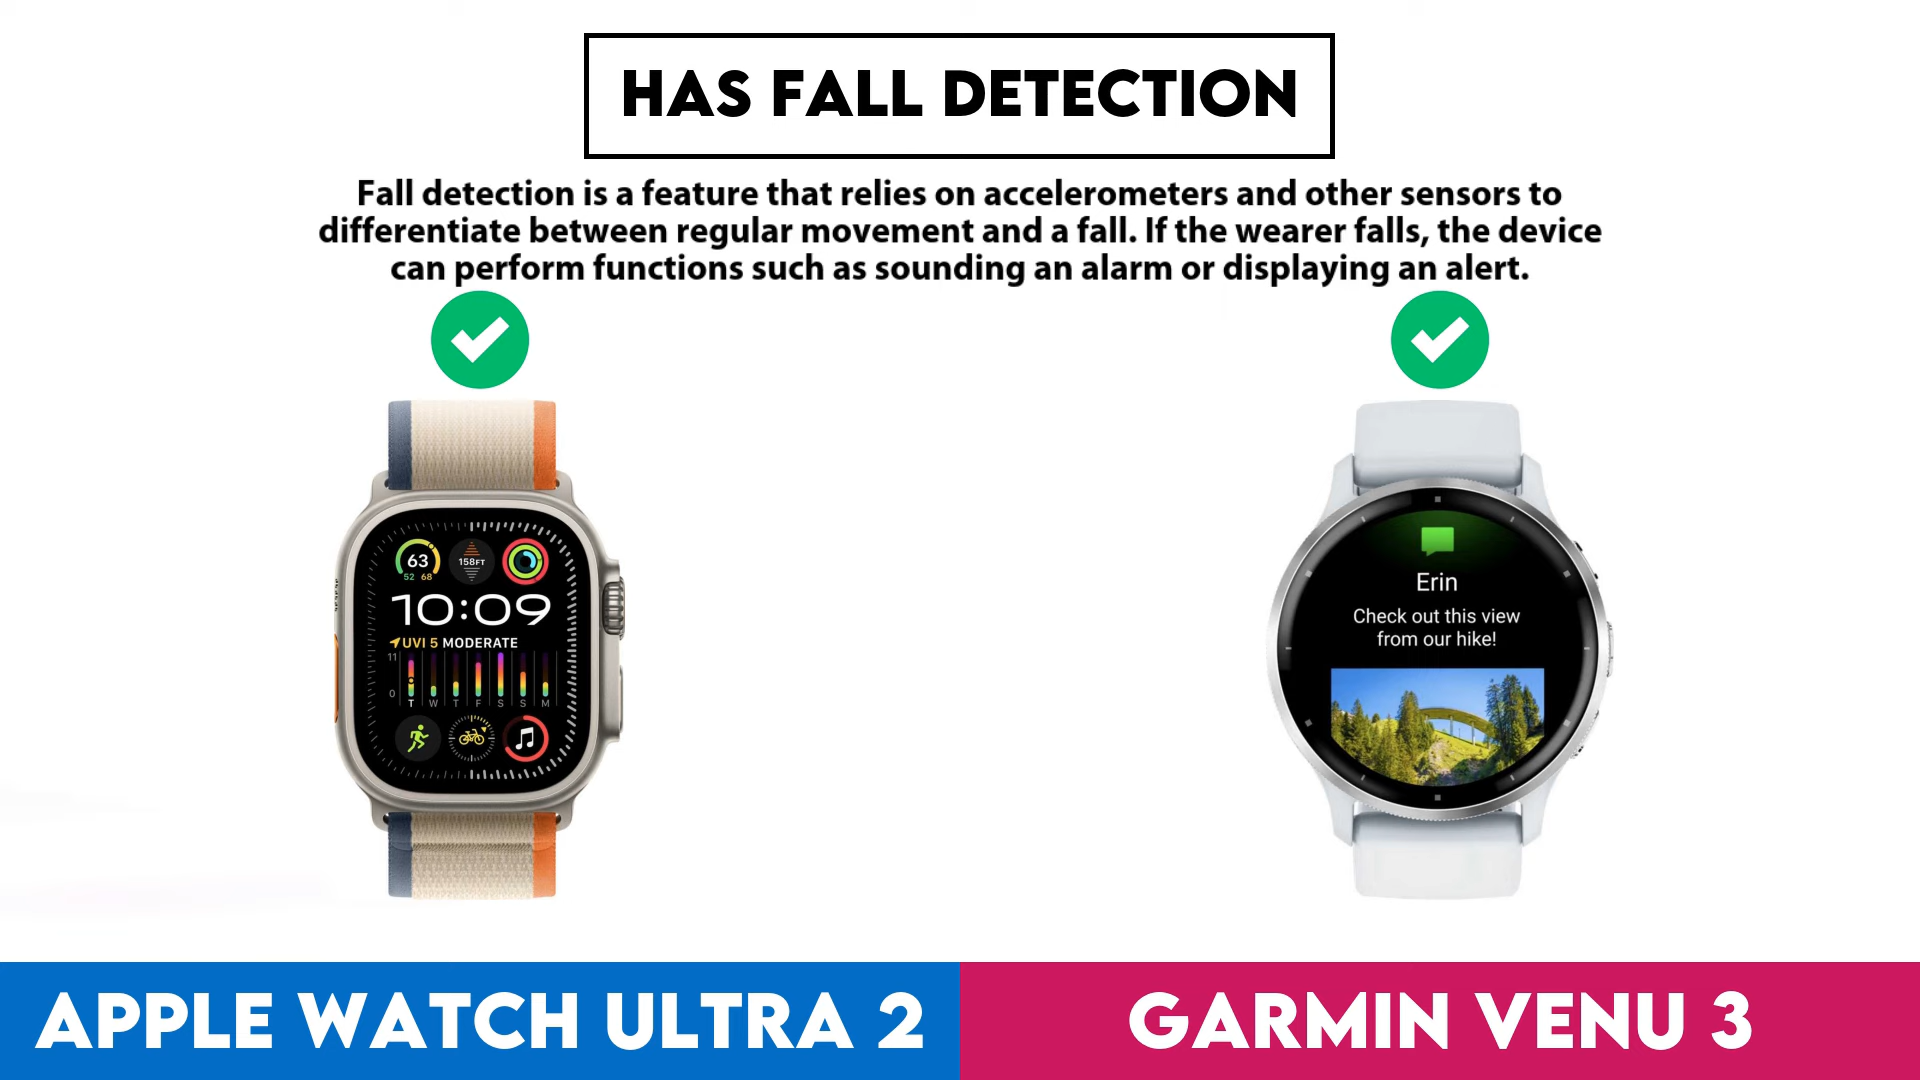 HAS FALL DETECTION
Fall detection is a feature that relies on accelerometers and other sensors to
differentiate between regular movement and a fall. If the wearer falls, the device
can perform functions such as sounding an alarm or displaying an alert.
63
52 68
158FT
10:09
UVI 5 MODERATE
11
0
T W T F S S M
Erin
Check out this view
from our hike!
APPLE WATCH ULTRA 2
GARMIN VENU 3